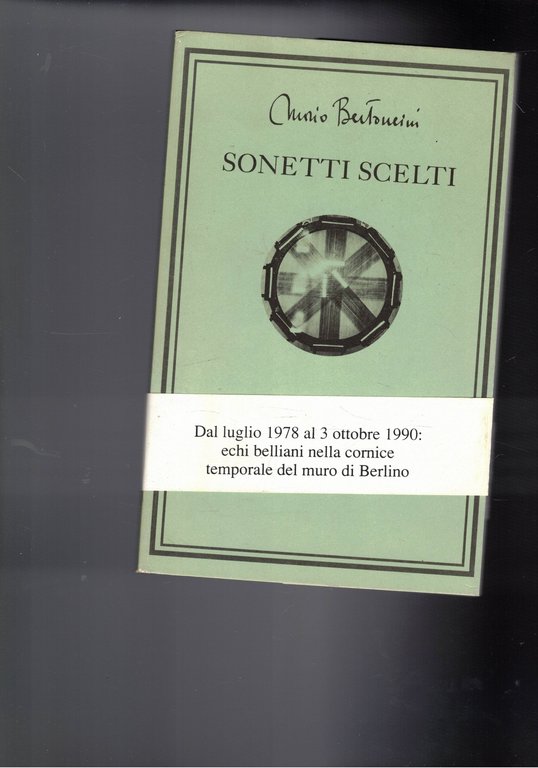 Mario Bertoncini
SONETTI SCELTI
Dal luglio 1978 al 3 ottobre 1990:
echi belliani nella cornice
temporale del muro di Berlino